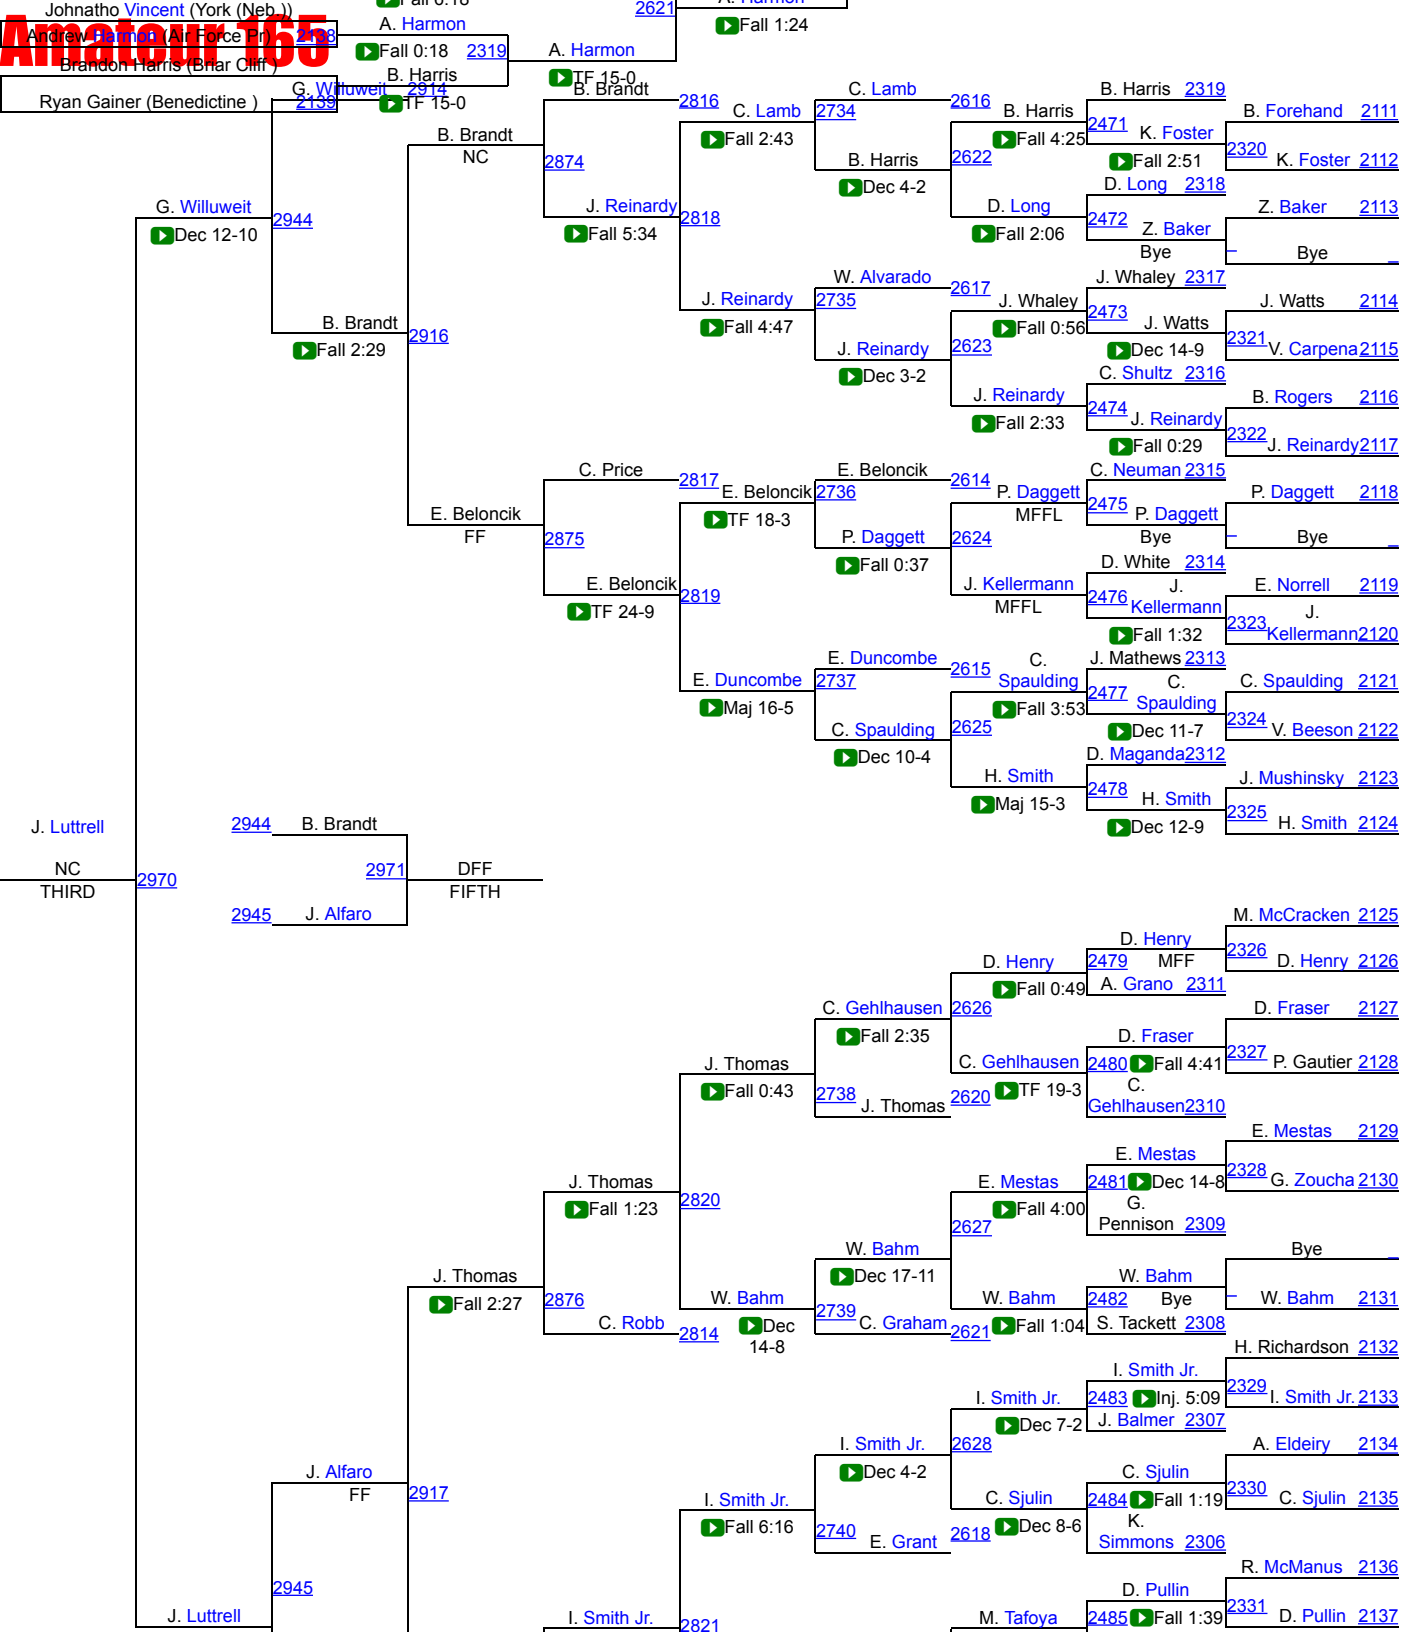 Johnatho Vincent (York (Neb.))
Fall 6:18
2621
A. Harmon
Amateur 165
Andrew Harmon (Air Force Pr)
2138
A. Harmon
Fall 0:18
2319
A. Harmon
Fall 1:24
Brandon Harris (Briar Cliff )
B. Harris
TF 15-0
Ryan Gainer (Benedictine )
2139
G. Willuweit
2914
TF 15-0
B. Brandt
2816
C. Lamb
2616
B. Harris 2319
B. Forehand 2111
C. Lamb
2734
Fall 2:43
B. Harris
Fall 4:25
2471
K. Foster
Fall 2:51
2320
K. Foster 2112
B. Brandt
NC
2874
B. Harris
Dec 4-2
2622
D. Long 2318
Z. Baker 2113
G. Willuweit
Dec 12-10
2944
J. Reinardy
Fall 5:34
2818
D. Long
Fall 2:06
2472
Z. Baker
Bye
Bye
W. Alvarado
2617
J. Whaley 2317
J. Watts 2114
J. Reinardy
Fall 4:47
2735
J. Whaley
Fall 0:56
2473
J. Watts
Dec 14-9
2321
V. Carpena 2115
B. Brandt
Fall 2:29
2916
J. Reinardy
Dec 3-2
2623
C. Shultz 2316
B. Rogers 2116
J. Reinardy
Fall 2:33
2474
J. Reinardy
Fall 0:29
2322
J. Reinardy 2117
C. Price
2817
E. Beloncik
2614
C. Neuman 2315
P. Daggett 2118
E. Beloncik
TF 18-3
2736
P. Daggett
MFFL
2475
P. Daggett
Bye
Bye
E. Beloncik
FF
2875
P. Daggett
Fall 0:37
2624
D. White 2314
E. Norrell 2119
E. Beloncik
TF 24-9
2819
J. Kellermann
MFFL
2476
J.
Kellermann
Fall 1:32
2323
J.
Kellermann 2120
E. Duncombe
2615
C.
Spaulding
Fall 3:53
J. Mathews 2313
C. Spaulding 2121
E. Duncombe
Maj 16-5
2737
2477
C.
Spaulding
Dec 11-7
2324
V. Beeson 2122
C. Spaulding
Dec 10-4
2625
D. Maganda 2312
J. Mushinsky 2123
H. Smith
Maj 15-3
2478
H. Smith
Dec 12-9
2325
H. Smith 2124
J. Luttrell
NC
THIRD
2970
2944
B. Brandt
2971
DFF
FIFTH
2945
J. Alfaro
M. McCracken 2125
D. Henry
MFF
2326
D. Henry 2126
D. Henry
Fall 0:49
2479
A. Grano 2311
C. Gehlhausen
Fall 2:35
2626
D. Fraser 2127
D. Fraser
Fall 4:41
2327
P. Gautier 2128
J. Thomas
Fall 0:43
C. Gehlhausen
TF 19-3
2480
C.
Gehlhausen 2310
2738
J. Thomas
2620
E. Mestas 2129
E. Mestas
Dec 14-8
2328
G. Zoucha 2130
J. Thomas
Fall 1:23
2820
E. Mestas
Fall 4:00
2481
G.
Pennison 2309
2627
W. Bahm
Dec 17-11
Bye
W. Bahm
Bye
W. Bahm 2131
J. Thomas
Fall 2:27
2876
W. Bahm
Dec
14-8
2739
C. Graham
2621
W. Bahm
Fall 1:04
2482
S. Tackett 2308
C. Robb
2814
H. Richardson 2132
I. Smith Jr.
Inj. 5:09
2329
I. Smith Jr. 2133
I. Smith Jr.
Dec 7-2
2483
J. Balmer 2307
I. Smith Jr.
Dec 4-2
2628
A. Eldeiry 2134
C. Sjulin
Fall 1:19
2330
C. Sjulin 2135
J. Alfaro
FF
2917
I. Smith Jr.
Fall 6:16
2740
E. Grant
2618
C. Sjulin
Dec 8-6
2484
K.
Simmons 2306
R. McManus 2136
2945
D. Pullin
Fall 1:39
2331
D. Pullin 2137
J. Luttrell
I. Smith Jr.
2821
M. Tafoya
2485